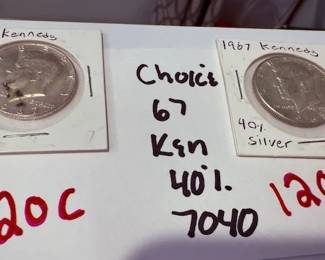 Kennedy
Choice
67
Ken
40%
7040
20C
1967 Kennedy
40%
Silver
120